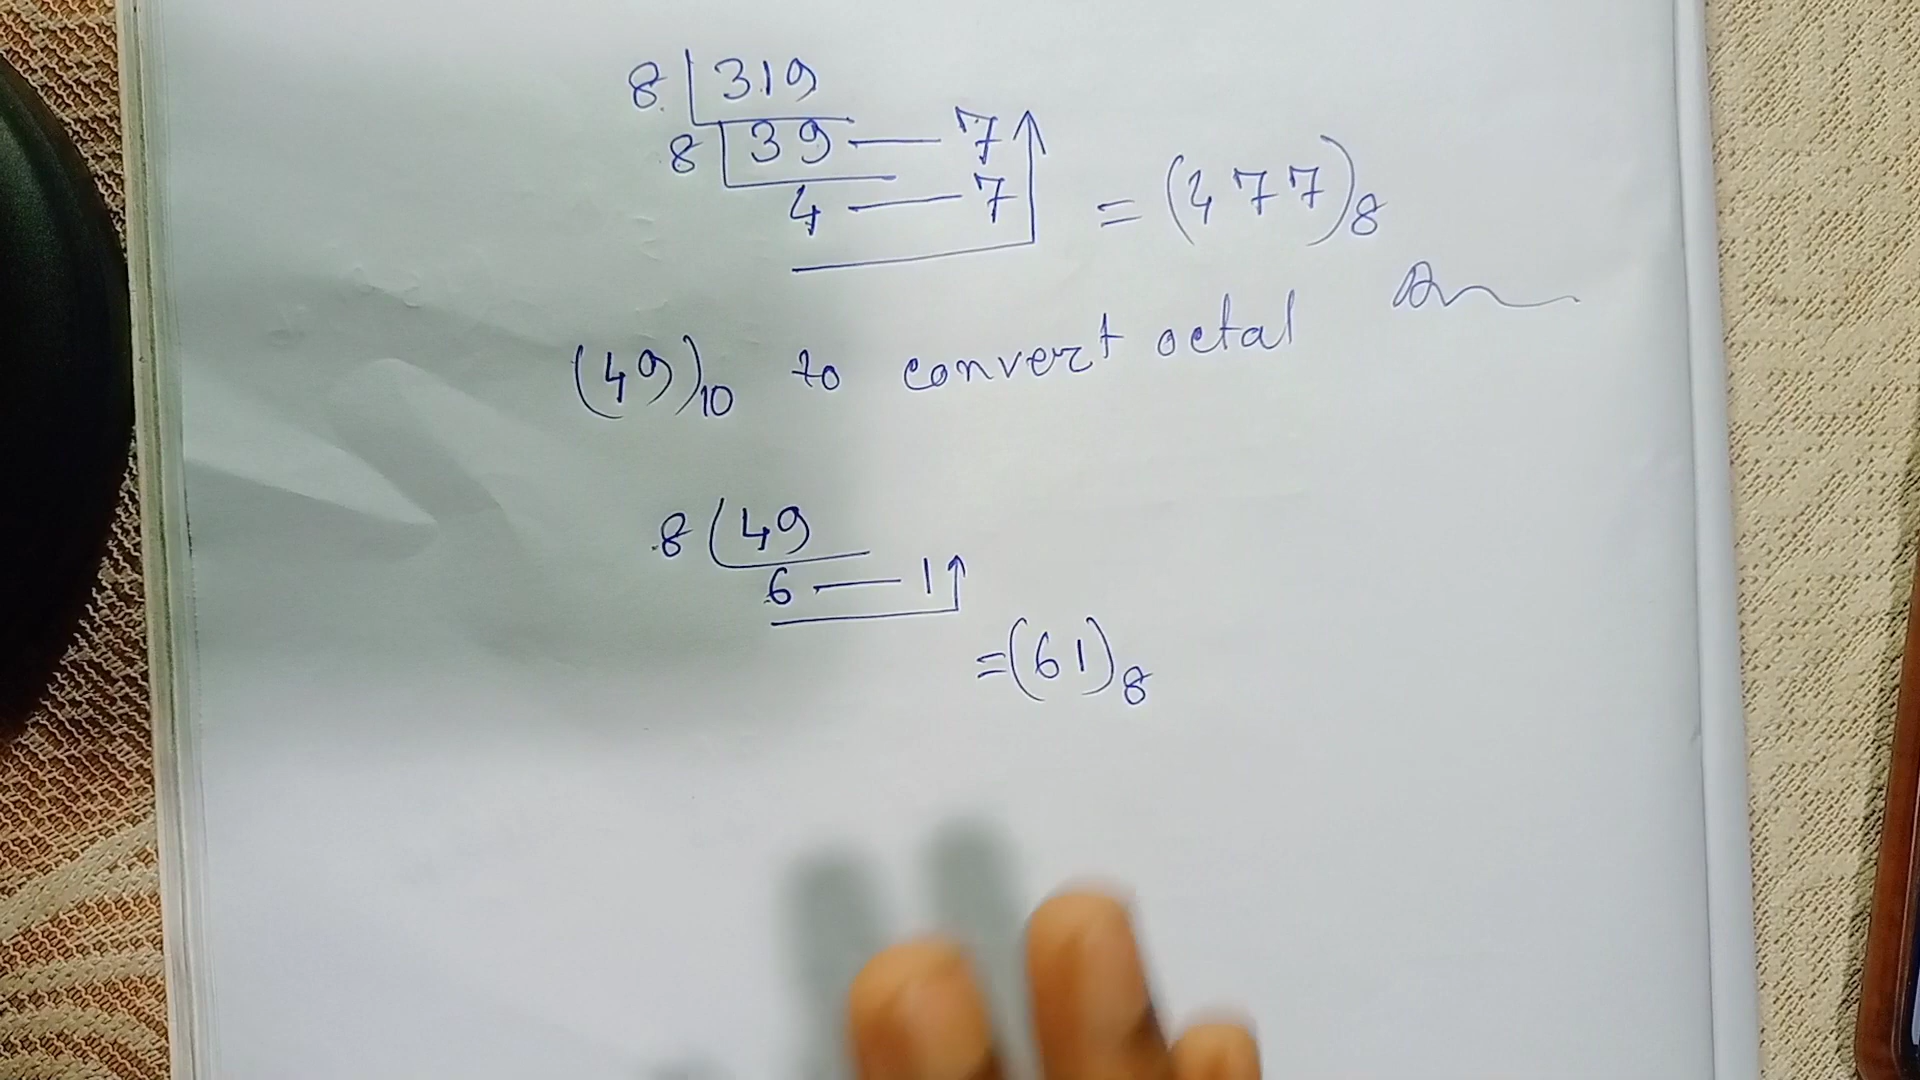 8 319
8 39 — 7
4 — 7 = (477)₈
(49)₁₀ to convert octal
8 49
6 — 1
= (61)₈